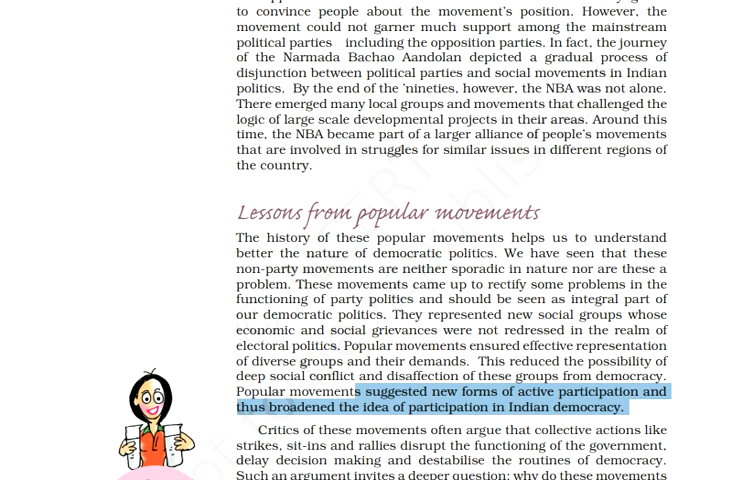 to convince people about the movement's position. However, the
movement could not garner much support among the mainstream
political parties including the opposition parties. In fact, the journey
of the Narmada Bachao Aandolan depicted a gradual process of
disjunction between political parties and social movements in Indian
politics. By the end of the 'nineties, however, the NBA was not alone.
There emerged many local groups and movements that challenged the
logic of large scale developmental projects in their areas. Around this
time, the NBA became part of a larger alliance of people's movements
that are involved in struggles for similar issues in different regions of
the country.
Lessons from popular movements
The history of these popular movements helps us to understand
better the nature of democratic politics. We have seen that these
non-party movements are neither sporadic in nature nor are these a
problem. These movements came up to rectify some problems in the
functioning of party politics and should be seen as integral part of
our democratic politics. They represented new social groups whose
economic and social grievances were not redressed in the realm of
electoral politics. Popular movements ensured effective representation
of diverse groups and their demands. This reduced the possibility of
deep social conflict and disaffection of these groups from democracy.
Popular movements suggested new forms of active participation and
thus broadened the idea of participation in Indian democracy.
Critics of these movements often argue that collective actions like
strikes, sit-ins and rallies disrupt the functioning of the government,
delay decision making and destabilise the routines of democracy.
Such an argument invites a deeper question: why do these movements